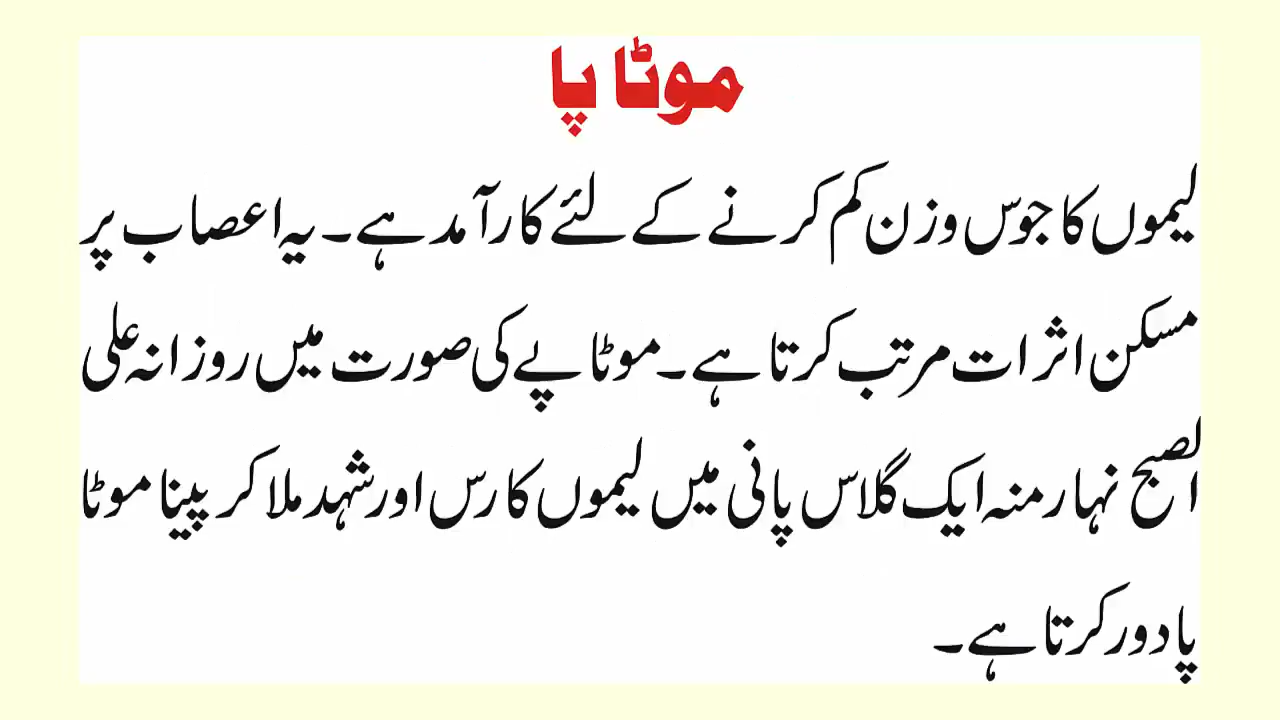 موٹا پا
لیموں کا جوس وزن کم کرنے کے لئے کارآمد ہے۔ یہ اعصاب پر
مسکن اثرات مرتب کرتا ہے۔ موٹاپے کی صورت میں روزانہ علی
الصبح نہار منہ ایک گلاس پانی میں لیموں کا رس اور شہد ملا کر پینا موٹا
پا دور کرتا ہے۔